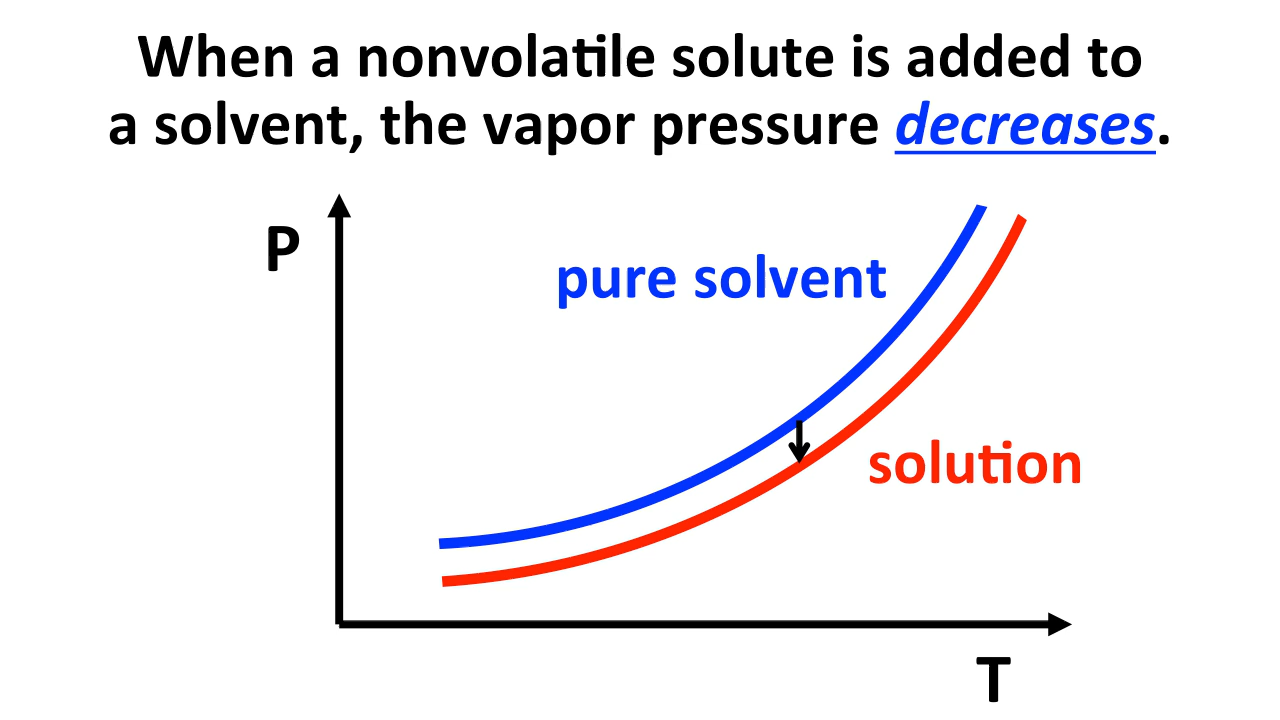 When a nonvolatile solute is added to
a solvent, the vapor pressure decreases.
P
pure solvent
solution
T